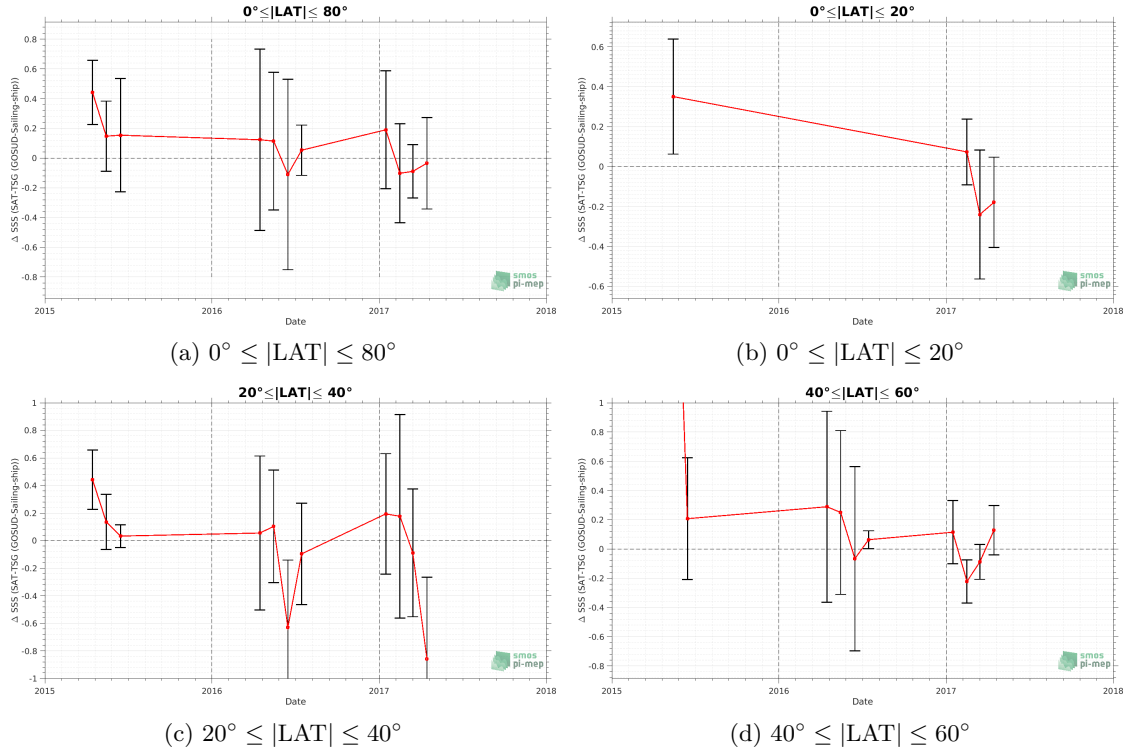 0°≤|LAT|≤ 80°
Δ SSS (SAT-TSG (GOSUD-Sailing-ship))
0.8
0.6
0.4
0.2
0
-0.2
-0.4
-0.6
-0.8
2015
2016
2017
2018
Date
smos
pi-mep
(a) 0° ≤ |LAT| ≤ 80°
0°≤|LAT|≤ 20°
Δ SSS (SAT-TSG (GOSUD-Sailing-ship))
0.6
0.4
0.2
0
-0.2
-0.4
-0.6
2015
2016
2017
2018
Date
smos
pi-mep
(b) 0° ≤ |LAT| ≤ 20°
20°≤|LAT|≤ 40°
Δ SSS (SAT-TSG (GOSUD-Sailing-ship))
1
0.8
0.6
0.4
0.2
0
-0.2
-0.4
-0.6
-0.8
-1
2015
2016
2017
2018
Date
smos
pi-mep
(c) 20° ≤ |LAT| ≤ 40°
40°≤|LAT|≤ 60°
Δ SSS (SAT-TSG (GOSUD-Sailing-ship))
1
0.8
0.6
0.4
0.2
0
-0.2
-0.4
-0.6
-0.8
2015
2016
2017
2018
Date
smos
pi-mep
(d) 40° ≤ |LAT| ≤ 60°